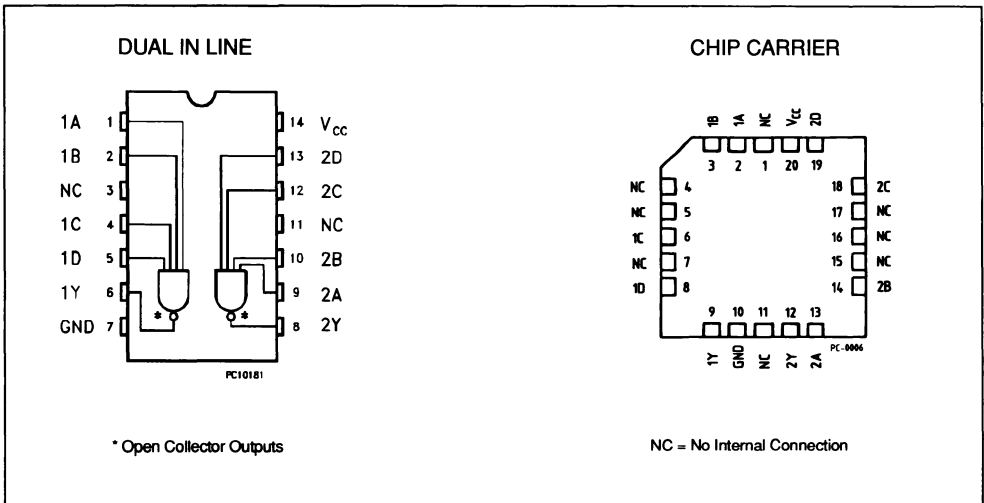 DUAL IN LINE
1A 1
1B 2
NC 3
1C 4
1D 5
1Y 6
GND 7
14 VCC
13 2D
12 2C
11 NC
10 2B
9 2A
8 2Y
*
*
PC10181
* Open Collector Outputs
CHIP CARRIER
1B 1A NC VCC 2D
3 2 1 20 19
NC 4
NC 5
1C 6
NC 7
1D 8
18 2C
17 NC
16 NC
15 NC
14 2B
9 10 11 12 13
1Y GND NC 2Y 2A
PC-0006
NC = No Internal Connection